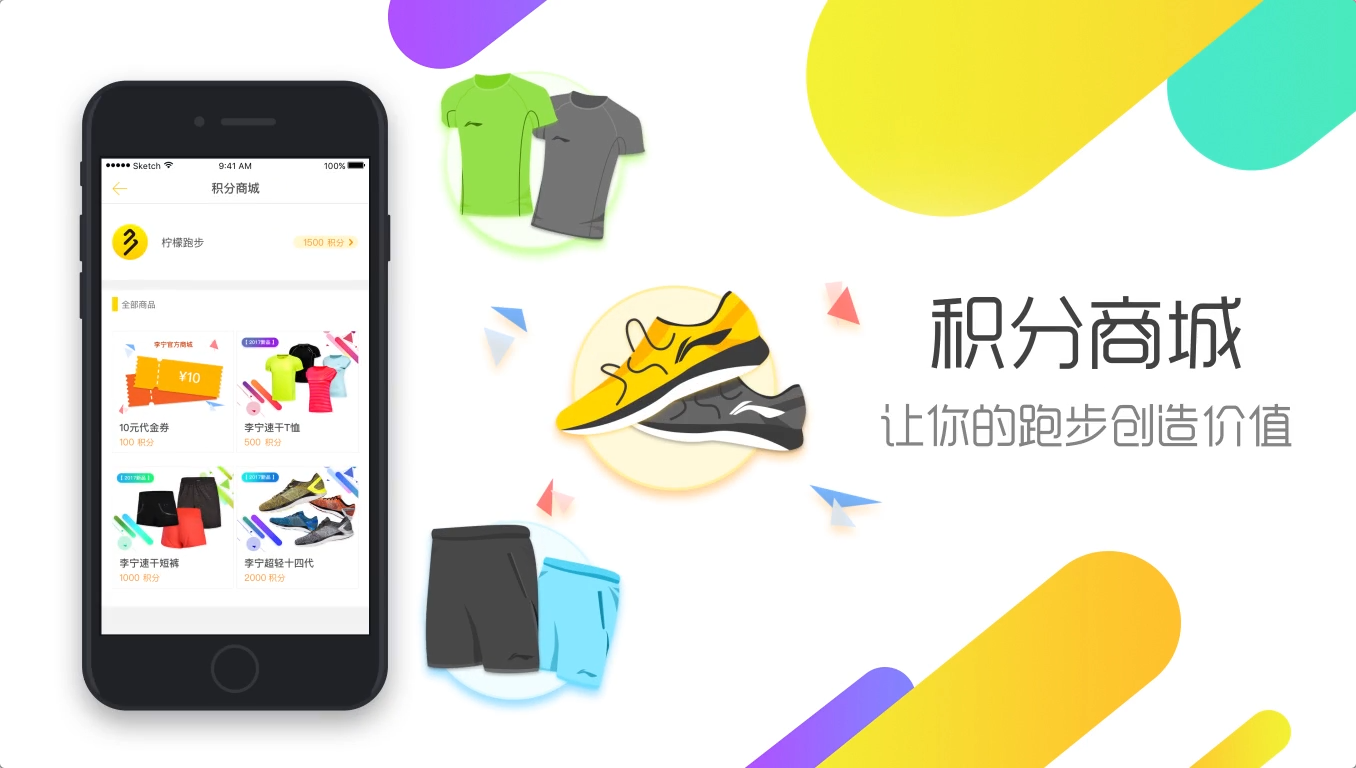 Sketch 9:41 AM 100%
积分商城
柠檬跑步 1500 积分
全部商品
李宁官方商城
¥10
10元代金券
100 积分
【2017新品】
李宁速干T恤
500 积分
【2017新品】
李宁速干短裤
1000 积分
【2017新品】
李宁超轻十四代
2000 积分
积分商城
让你的跑步创造价值